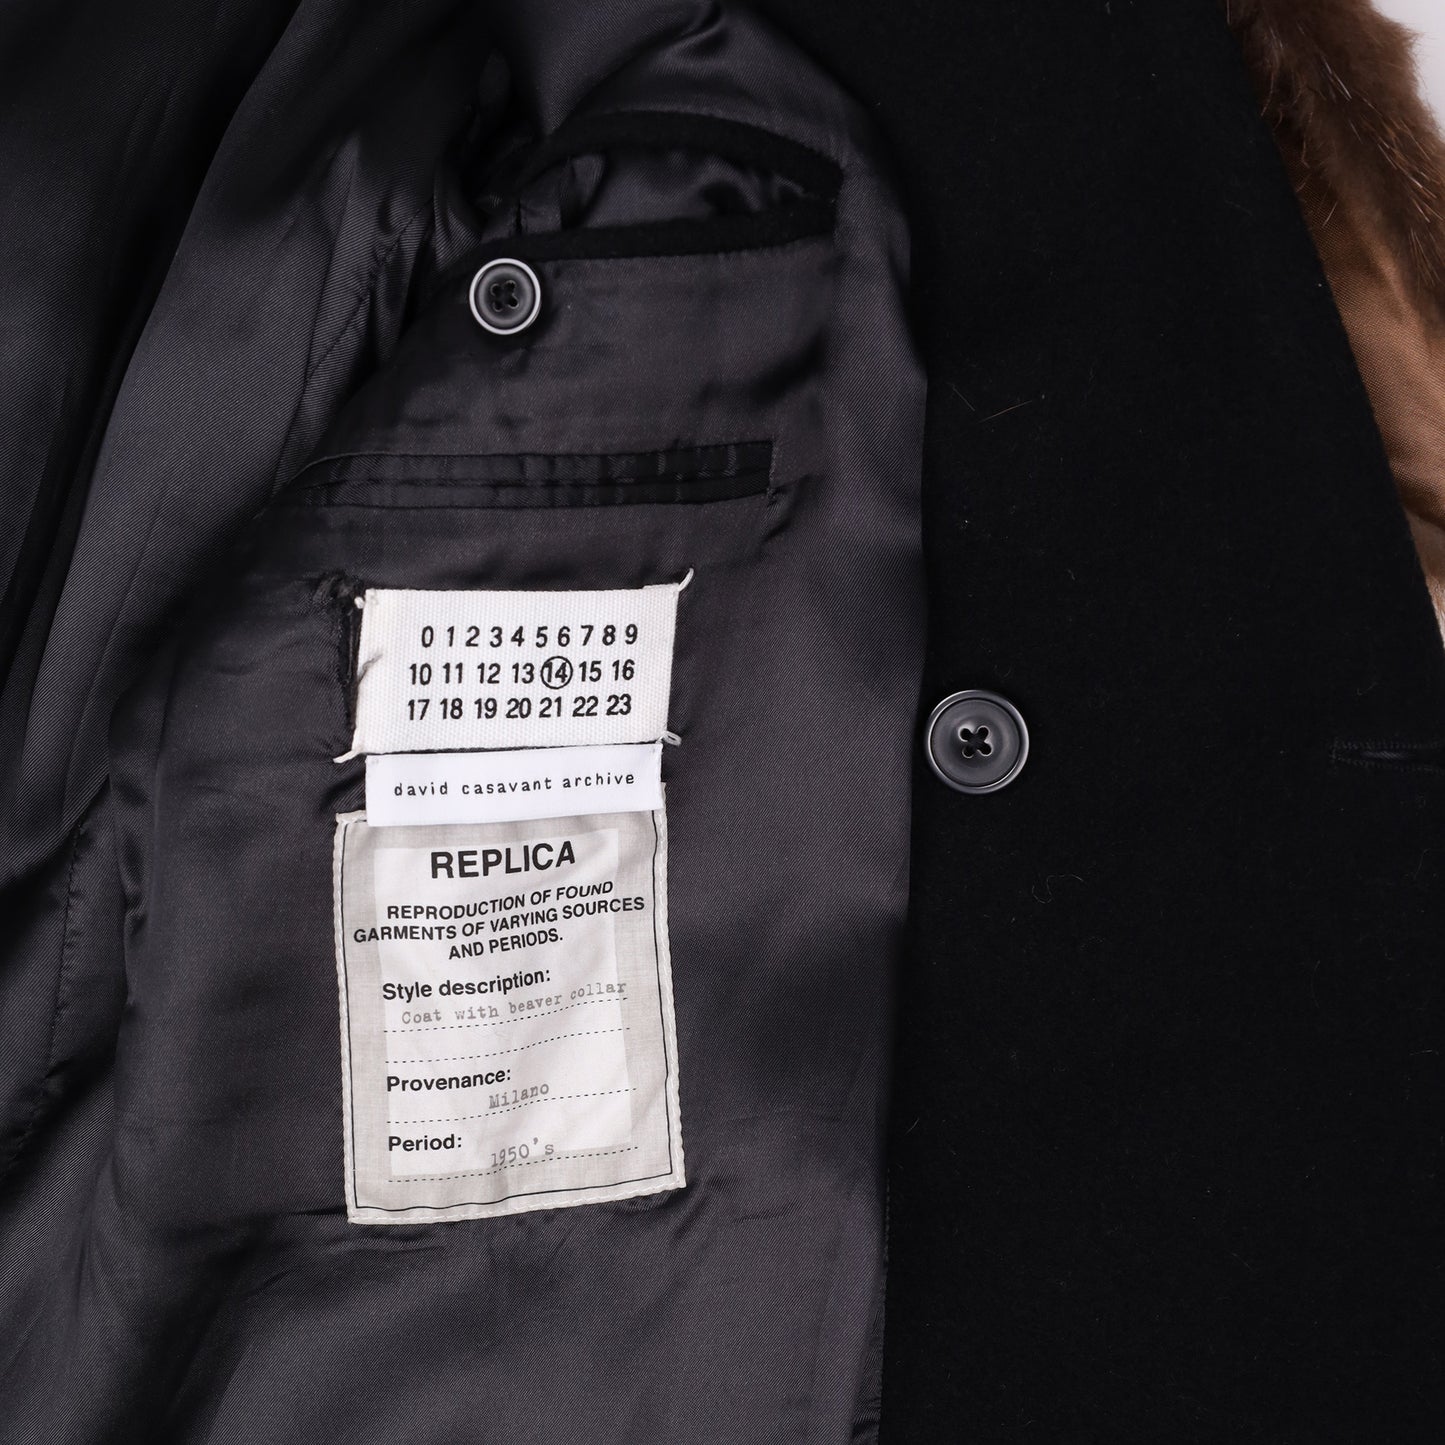 0 1 2 3 4 5 6 7 8 9
10 11 12 13 14 15 16
17 18 19 20 21 22 23
david casavant archive
REPLICA
REPRODUCTION OF FOUND
GARMENTS OF VARYING SOURCES
AND PERIODS.
Style description:
Coat with beaver collar
Provenance:
Milano
Period:
1950's